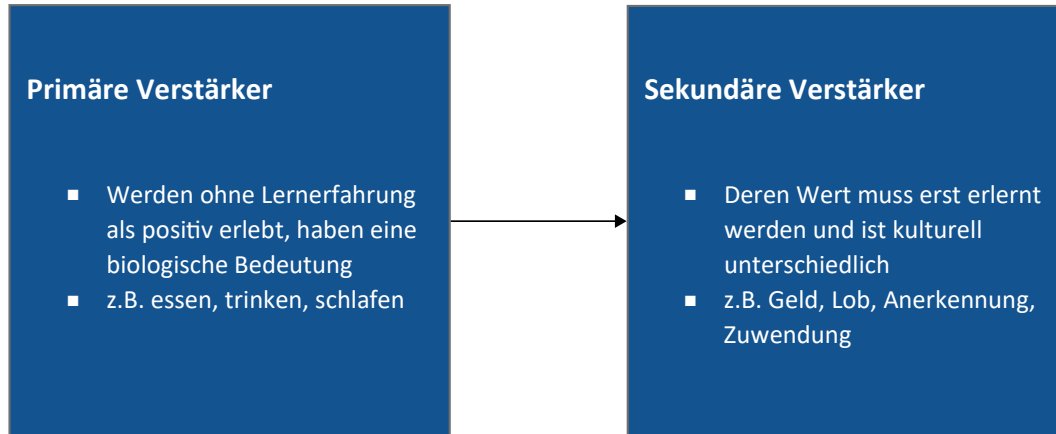 Primäre Verstärker
■ Werden ohne Lernerfahrung
als positiv erlebt, haben eine
biologische Bedeutung
■ z.B. essen, trinken, schlafen
Sekundäre Verstärker
■ Deren Wert muss erst erlernt
werden und ist kulturell
unterschiedlich
■ z.B. Geld, Lob, Anerkennung,
Zuwendung